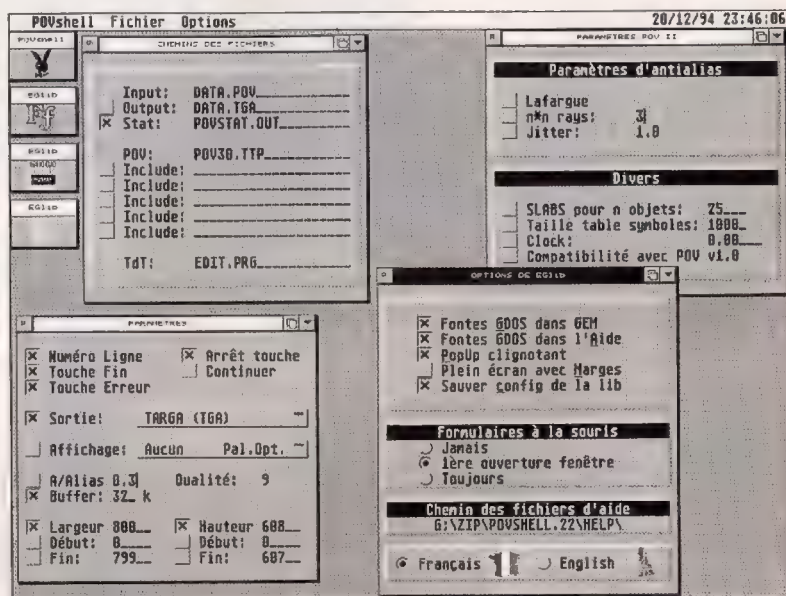 POVshell Fichier Options 20/12/94 23:46:06
POVshell
EGlib
EGlib
EGlib
CHEMINS DES FICHIERS
Input: DATA.POV
Output: DATA.TGA
Stat: POVSTAT.OUT
POV: POV30.TTP
Include:
Include:
Include:
Include:
Include:
TdT: EDIT.PRG
PARAMETRES POV II
Paramètres d'antialias
Lafargue
n*n rays: 3
Jitter: 1.0
Divers
SLABS pour n objets: 25
Taille table symboles: 1000
Clock: 0.00
Compatibilité avec POV v1.0
PARAMETRES
Numéro Ligne Arrêt touche
Touche Fin Continuer
Touche Erreur
Sortie: TARGA (TGA)
Affichage: Aucun Pal.Opt.
A/Alias 0.3 Qualité: 9
Buffer: 32 k
Largeur 800 Hauteur 608
Début: 0 Début: 0
Fin: 799 Fin: 607
OPTIONS DE EGlib
Fontes GDOS dans GEM
Fontes GDOS dans l'Aide
PopUp clignotant
Plein écran avec Marges
Sauver config de la lib
Formulaires à la souris
Jamais
1ère ouverture fenêtre
Toujours
Chemin des fichiers d'aide
G:\ZIP\POVSHELL.22\HELP\
Français English